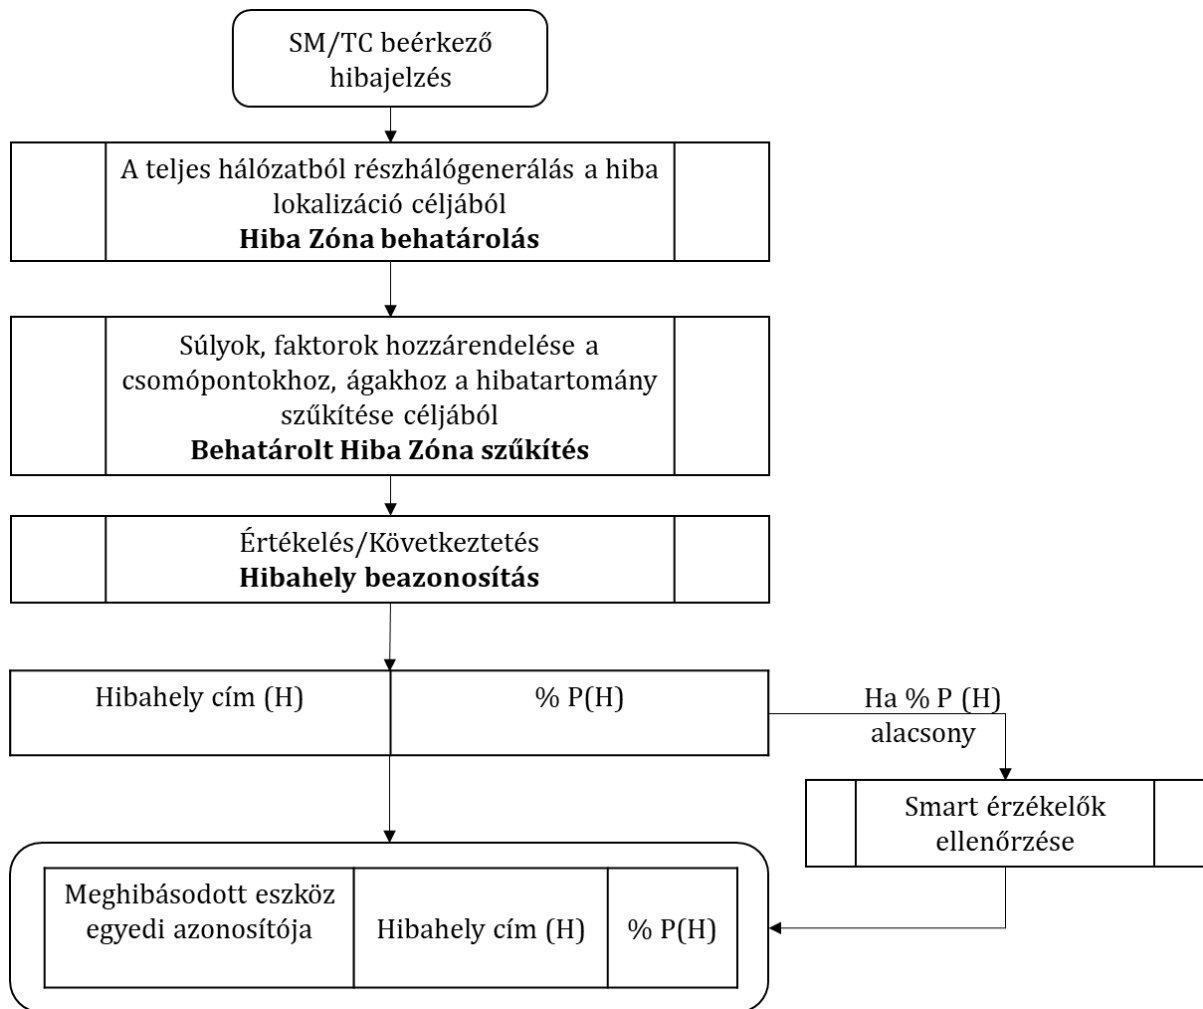 SM/TC beérkező
hibajelzés
A teljes hálózatból részhálógenerálás a hiba
lokalizáció céljából
Hiba Zóna behatárolás
Súlyok, faktorok hozzárendelése a
csomópontokhoz, ágakhoz a hibatartomány
szűkítése céljából
Behatárolt Hiba Zóna szűkítés
Értékelés/Következtetés
Hibahely beazonosítás
Hibahely cím (H)
% P(H)
Ha % P (H)
alacsony
Smart érzékelők
ellenőrzése
Meghibásodott eszköz
egyedi azonosítója
Hibahely cím (H)
% P(H)